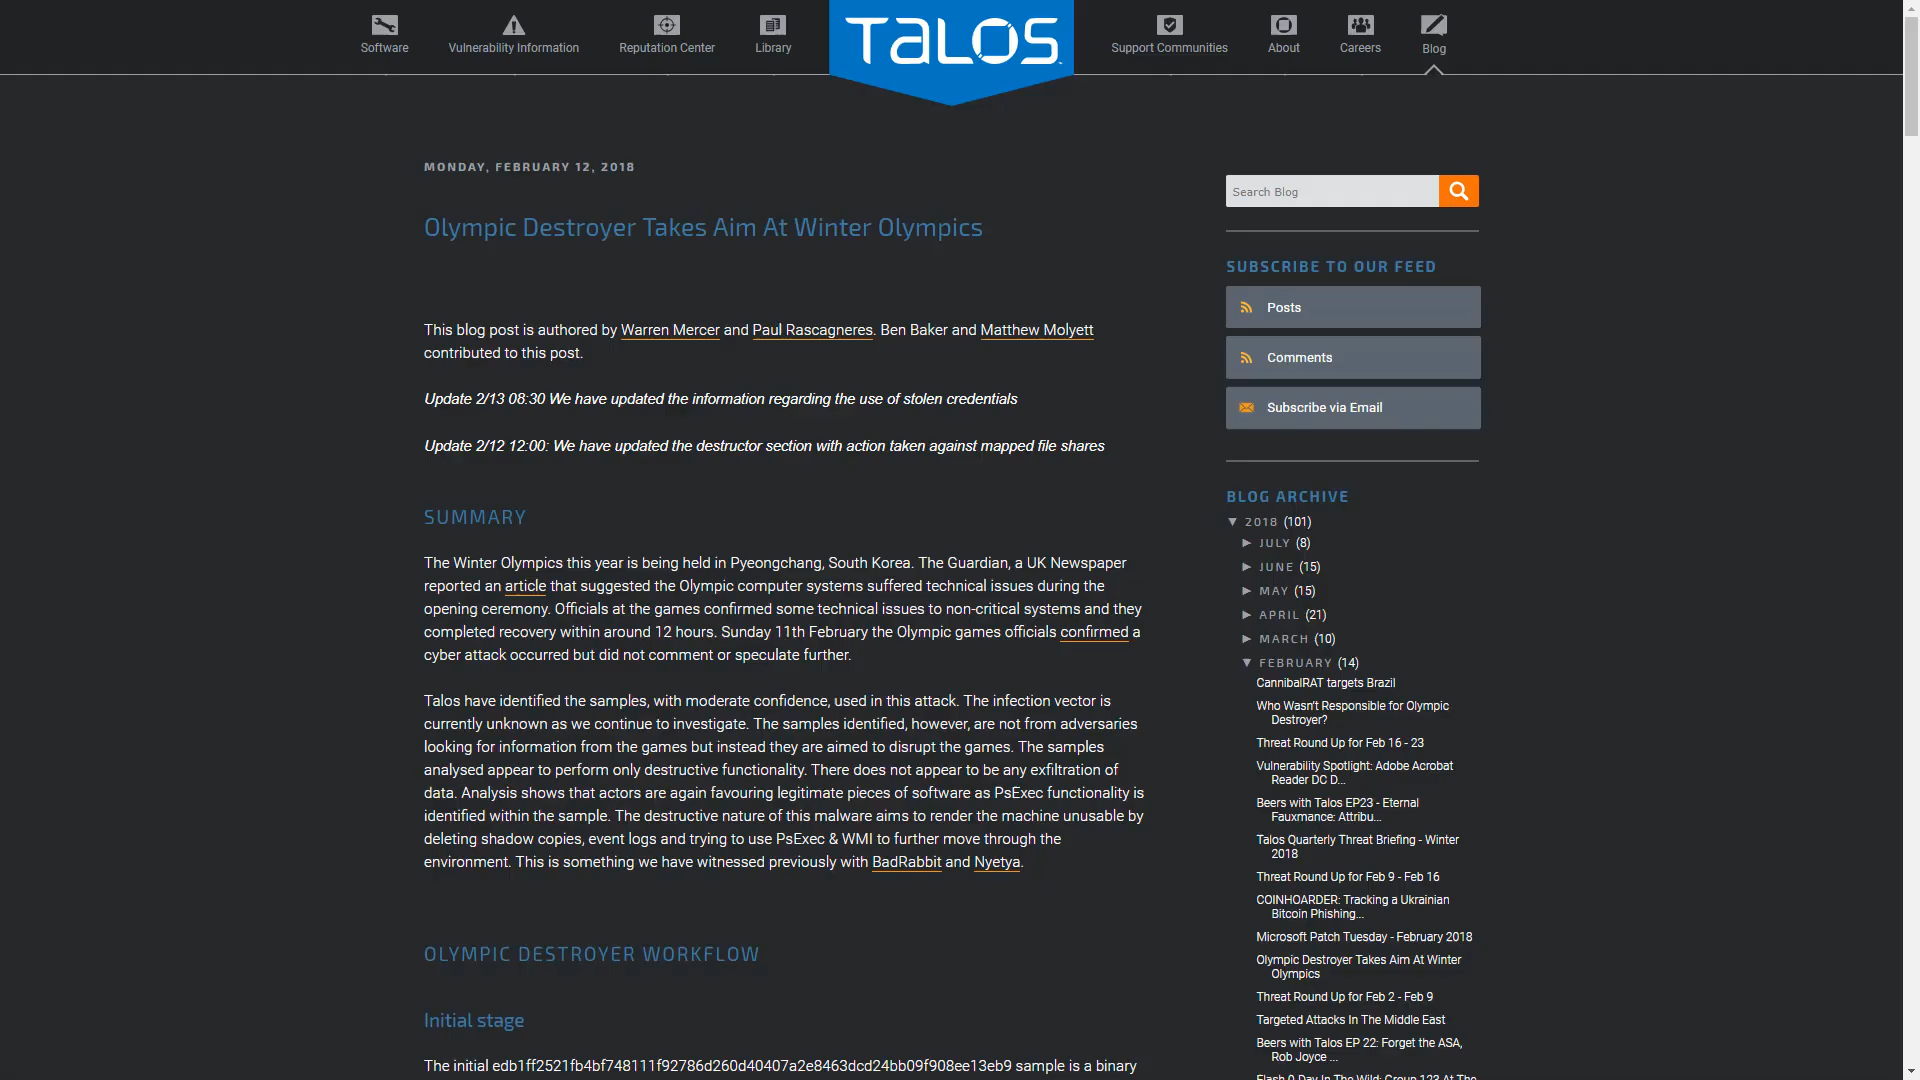 Software
Vulnerability Information
Reputation Center
Library
TALOS
Support Communities
About
Careers
Blog
MONDAY, FEBRUARY 12, 2018
Olympic Destroyer Takes Aim At Winter Olympics
This blog post is authored by Warren Mercer and Paul Rascagneres. Ben Baker and Matthew Molyett
contributed to this post.
Update 2/13 08:30 We have updated the information regarding the use of stolen credentials
Update 2/12 12:00: We have updated the destructor section with action taken against mapped file shares
SUMMARY
The Winter Olympics this year is being held in Pyeongchang, South Korea. The Guardian, a UK Newspaper
reported an article that suggested the Olympic computer systems suffered technical issues during the
opening ceremony. Officials at the games confirmed some technical issues to non-critical systems and they
completed recovery within around 12 hours. Sunday 11th February the Olympic games officials confirmed a
cyber attack occurred but did not comment or speculate further.
Talos have identified the samples, with moderate confidence, used in this attack. The infection vector is
currently unknown as we continue to investigate. The samples identified, however, are not from adversaries
looking for information from the games but instead they are aimed to disrupt the games. The samples
analysed appear to perform only destructive functionality. There does not appear to be any exfiltration of
data. Analysis shows that actors are again favouring legitimate pieces of software as PsExec functionality is
identified within the sample. The destructive nature of this malware aims to render the machine unusable by
deleting shadow copies, event logs and trying to use PsExec & WMI to further move through the
environment. This is something we have witnessed previously with BadRabbit and Nyetya.
OLYMPIC DESTROYER WORKFLOW
Initial stage
The initial edb1ff2521fb4bf748111f92786d260d40407a2e8463dcd24bb09f908ee13eb9 sample is a binary
Search Blog
SUBSCRIBE TO OUR FEED
Posts
Comments
Subscribe via Email
BLOG ARCHIVE
▼ 2018 (101)
► JULY (8)
► JUNE (15)
► MAY (15)
► APRIL (21)
► MARCH (10)
▼ FEBRUARY (14)
CannibalRAT targets Brazil
Who Wasn't Responsible for Olympic
Destroyer?
Threat Round Up for Feb 16 - 23
Vulnerability Spotlight: Adobe Acrobat
Reader DC D...
Beers with Talos EP23 - Eternal
Fauxmance: Attribu...
Talos Quarterly Threat Briefing - Winter
2018
Threat Round Up for Feb 9 - Feb 16
COINHOARDER: Tracking a Ukrainian
Bitcoin Phishing...
Microsoft Patch Tuesday - February 2018
Olympic Destroyer Takes Aim At Winter
Olympics
Threat Round Up for Feb 2 - Feb 9
Targeted Attacks In The Middle East
Beers with Talos EP 22: Forget the ASA,
Rob Joyce ...
Flash 0 Day In The Wild: Group 123 At The